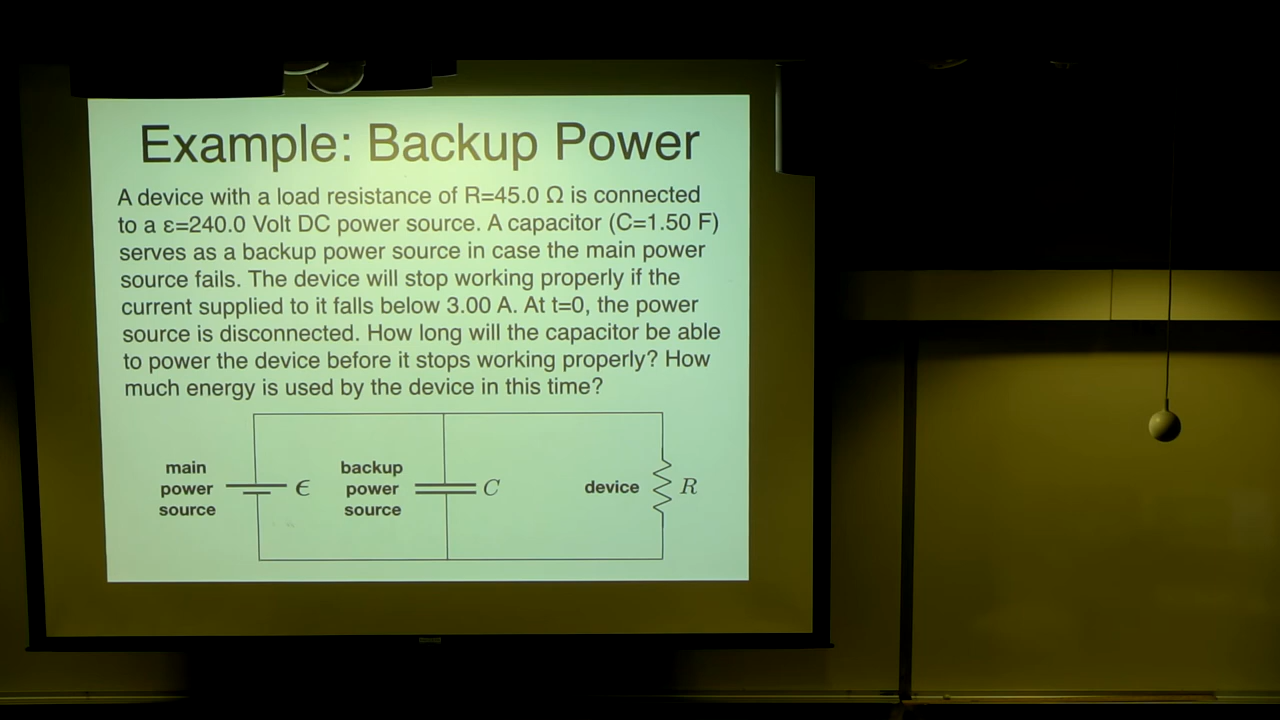 Example: Backup Power
A device with a load resistance of R=45.0 Ω is connected
to a ε=240.0 Volt DC power source. A capacitor (C=1.50 F)
serves as a backup power source in case the main power
source fails. The device will stop working properly if the
current supplied to it falls below 3.00 A. At t=0, the power
source is disconnected. How long will the capacitor be able
to power the device before it stops working properly? How
much energy is used by the device in this time?
main
power
source
ϵ
backup
power
source
C
device
R